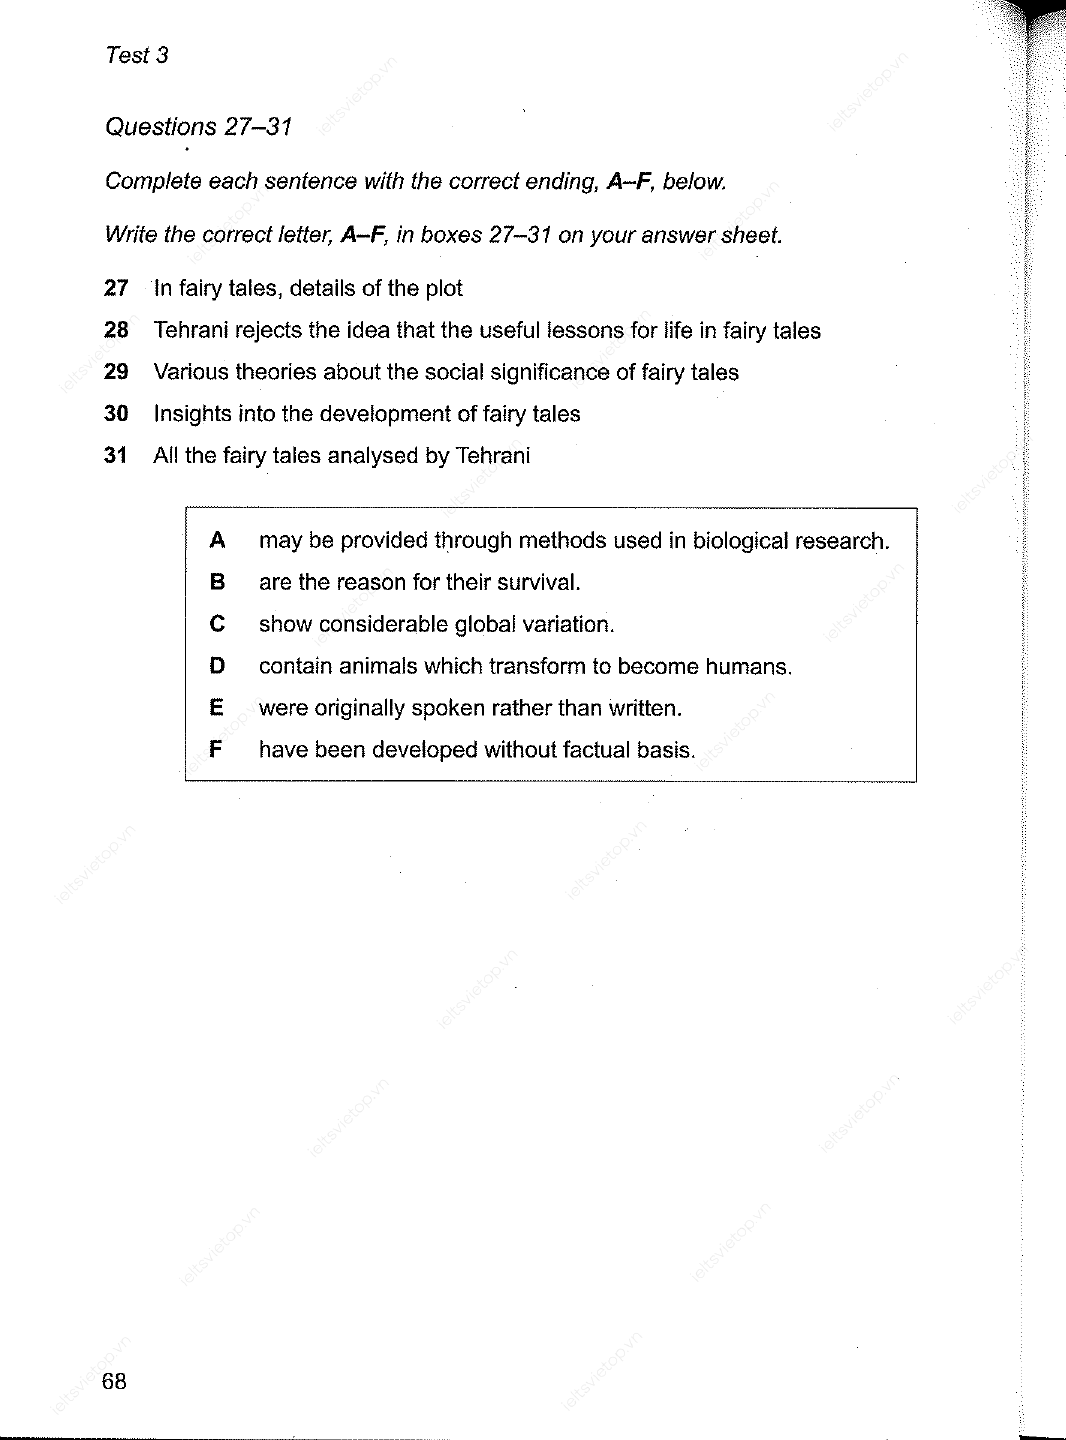 Test 3
Questions 27–31
Complete each sentence with the correct ending, A–F, below.
Write the correct letter, A–F, in boxes 27–31 on your answer sheet.
27 In fairy tales, details of the plot
28 Tehrani rejects the idea that the useful lessons for life in fairy tales
29 Various theories about the social significance of fairy tales
30 Insights into the development of fairy tales
31 All the fairy tales analysed by Tehrani
A may be provided through methods used in biological research.
B are the reason for their survival.
C show considerable global variation.
D contain animals which transform to become humans.
E were originally spoken rather than written.
F have been developed without factual basis.
68
ieltsvietop.vn